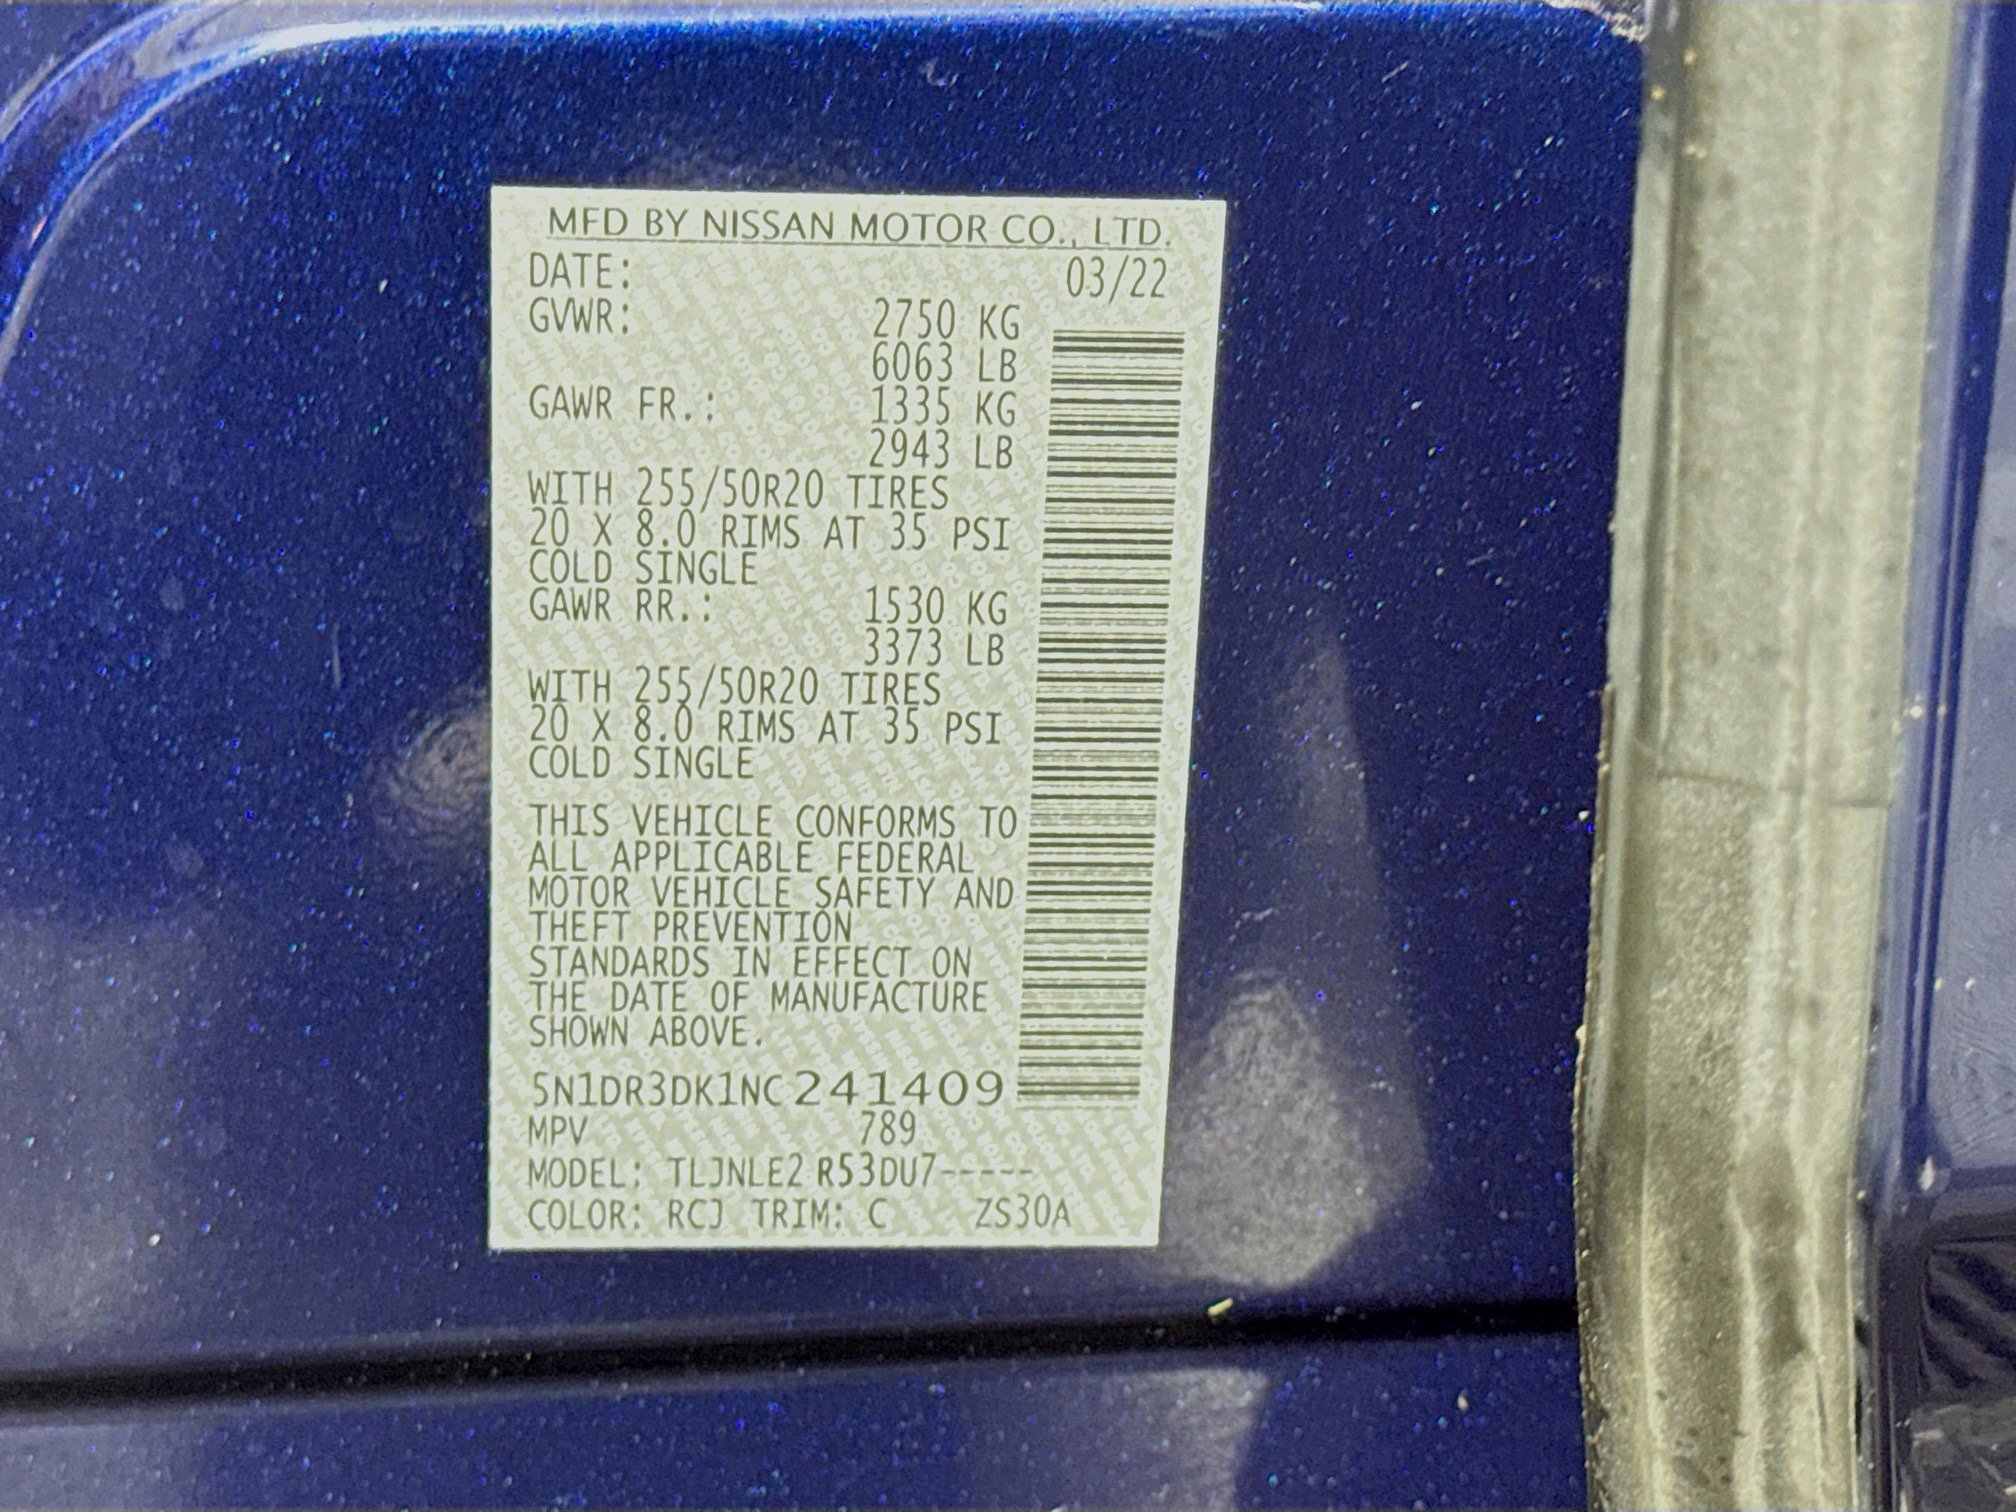 MFD BY NISSAN MOTOR CO., LTD.
DATE: 03/22
GVWR: 2750 KG
6063 LB
GAWR FR.: 1335 KG
2943 LB
WITH 255/50R20 TIRES
20 X 8.0 RIMS AT 35 PSI
COLD SINGLE
GAWR RR.: 1530 KG
3373 LB
WITH 255/50R20 TIRES
20 X 8.0 RIMS AT 35 PSI
COLD SINGLE
THIS VEHICLE CONFORMS TO
ALL APPLICABLE FEDERAL
MOTOR VEHICLE SAFETY AND
THEFT PREVENTION
STANDARDS IN EFFECT ON
THE DATE OF MANUFACTURE
SHOWN ABOVE.
5N1DR3DK1NC241409
MPV 789
MODEL: TLJNLE2 R53DU7-----
COLOR: RCJ TRIM: C ZS30A